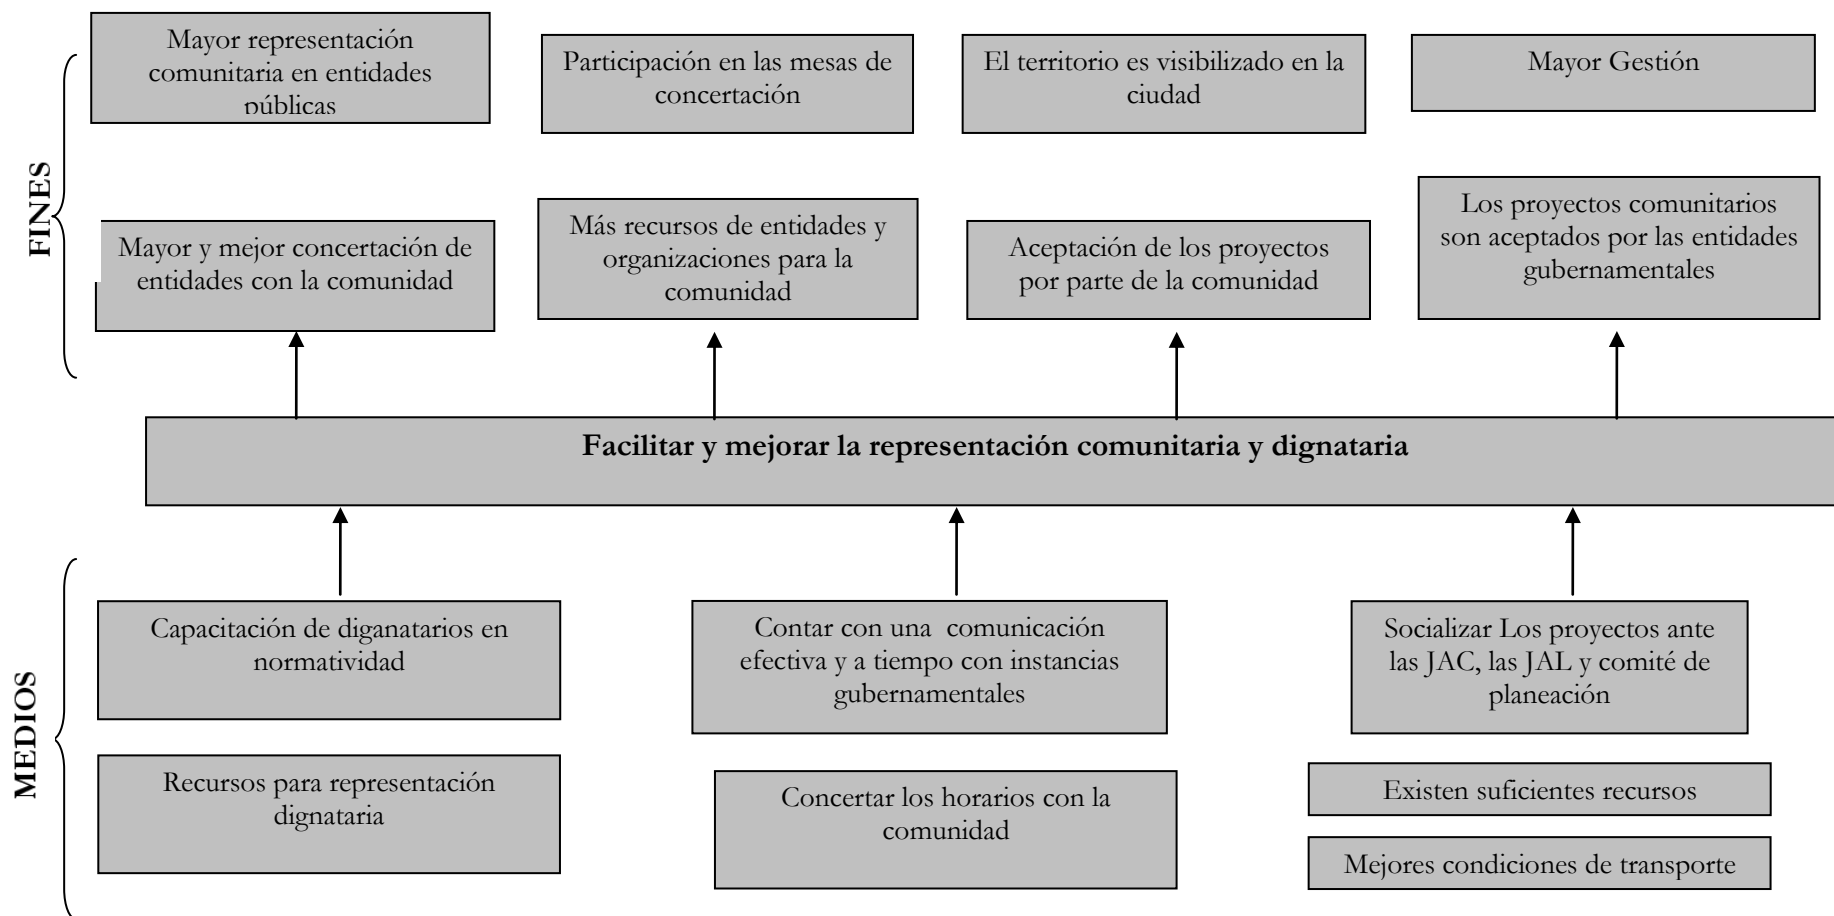 Mayor representación
comunitaria en entidades
públicas
Participación en las mesas de
concertación
El territorio es visibilizado en la
ciudad
Mayor Gestión
FINES
Mayor y mejor concertación de
entidades con la comunidad
Más recursos de entidades y
organizaciones para la
comunidad
Aceptación de los proyectos
por parte de la comunidad
Los proyectos comunitarios
son aceptados por las entidades
gubernamentales
Facilitar y mejorar la representación comunitaria y dignataria
MEDIOS
Capacitación de diganatarios en
normatividad
Contar con una comunicación
efectiva y a tiempo con instancias
gubernamentales
Socializar Los proyectos ante
las JAC, las JAL y comité de
planeación
Recursos para representación
dignataria
Concertar los horarios con la
comunidad
Existen suficientes recursos
Mejores condiciones de transporte